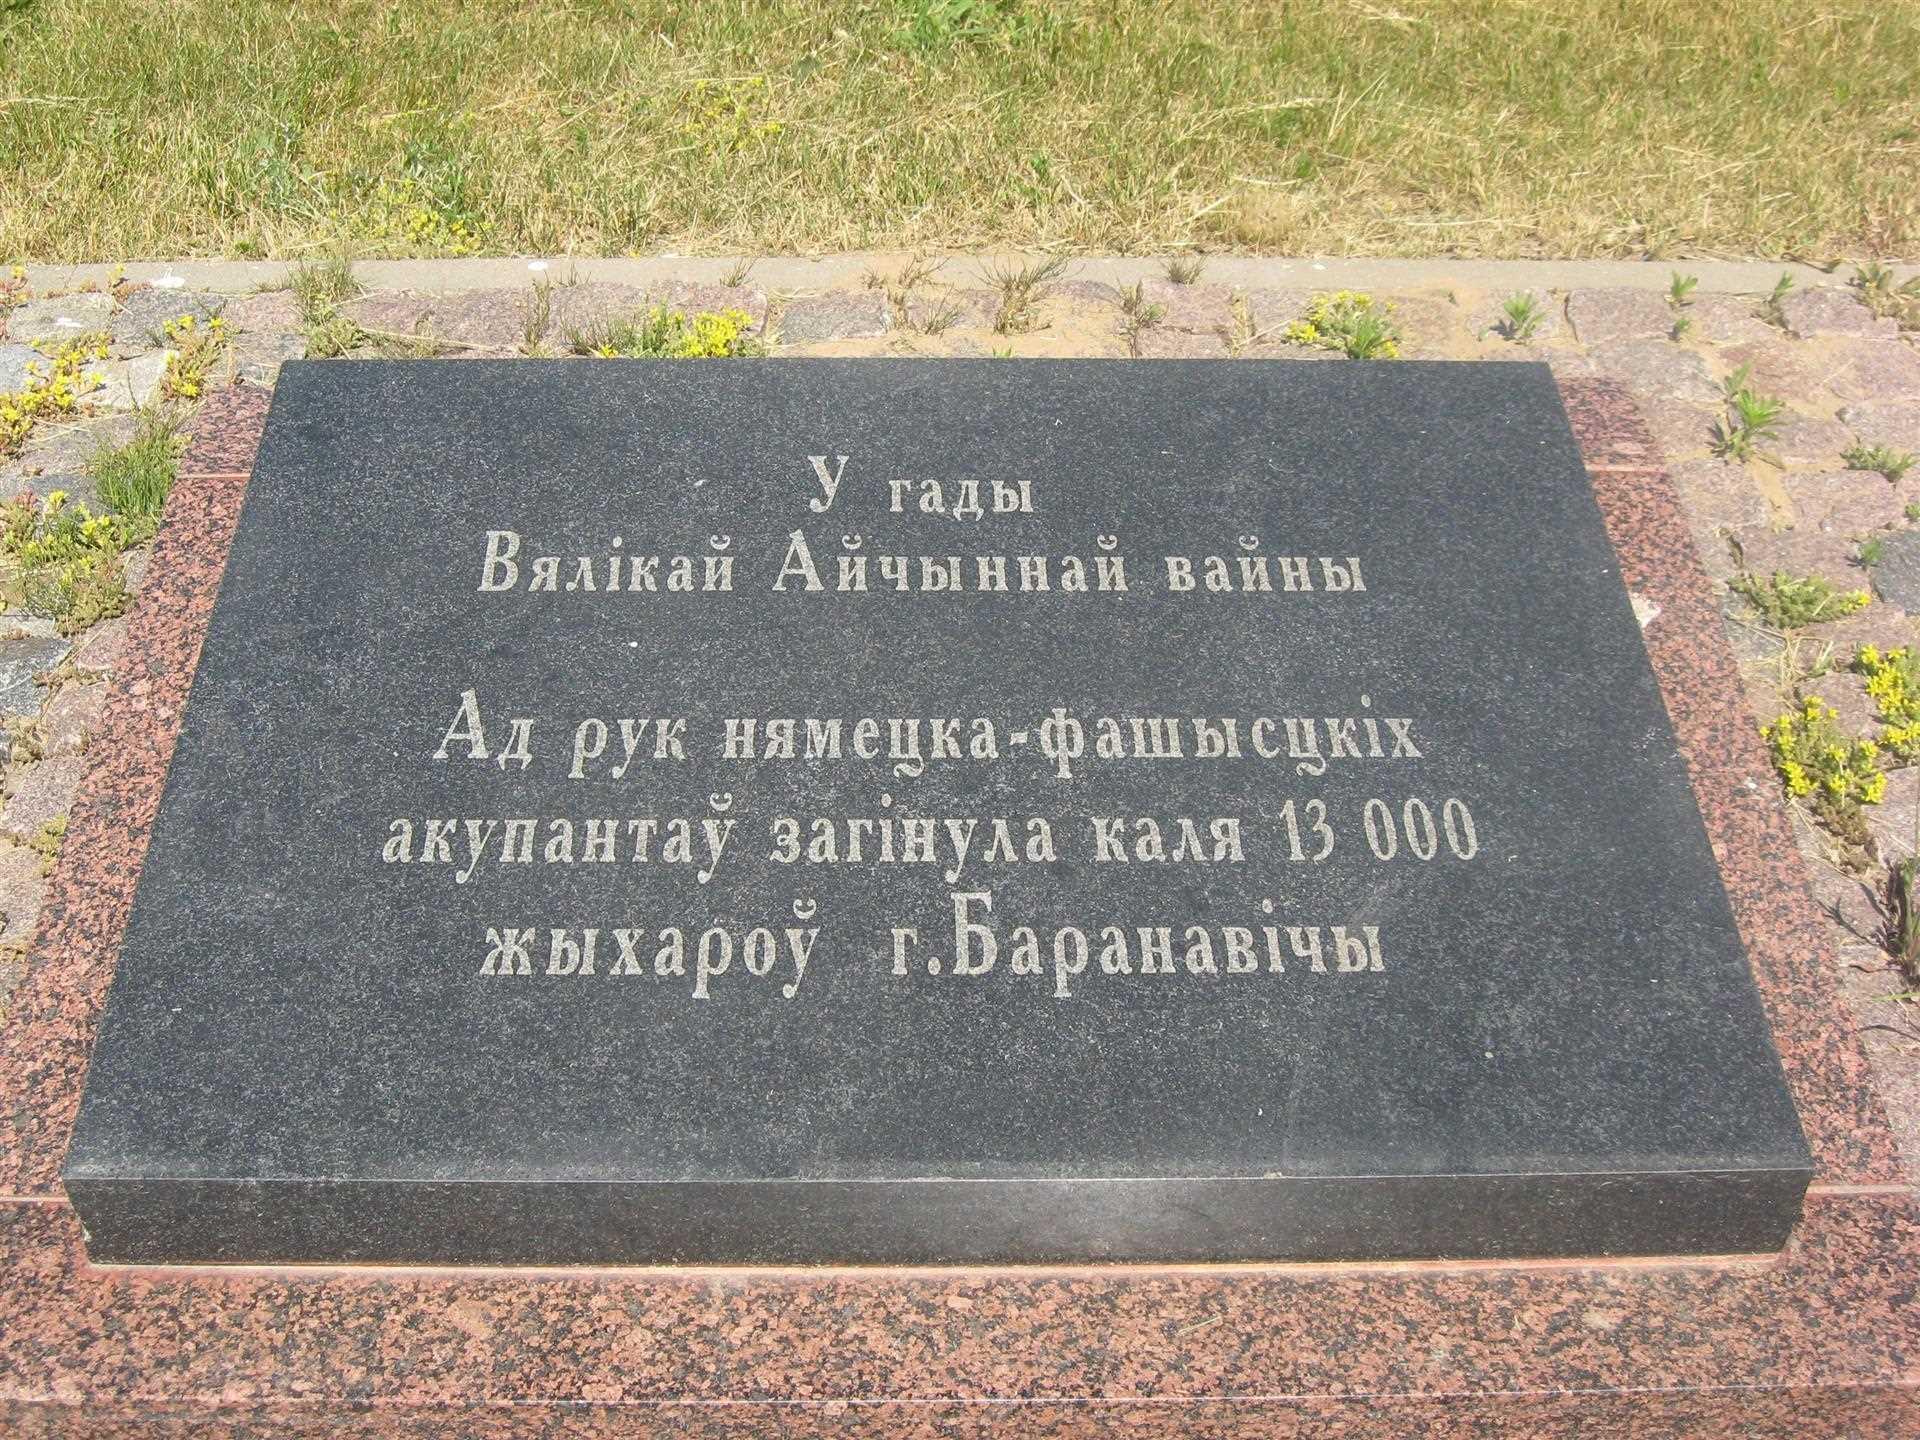 У гады
Вялікай Айчыннай вайны
Ад рук нямецка-фашысцкіх
акупантаў загінула каля 13 000
жыхароў г.Баранавічы